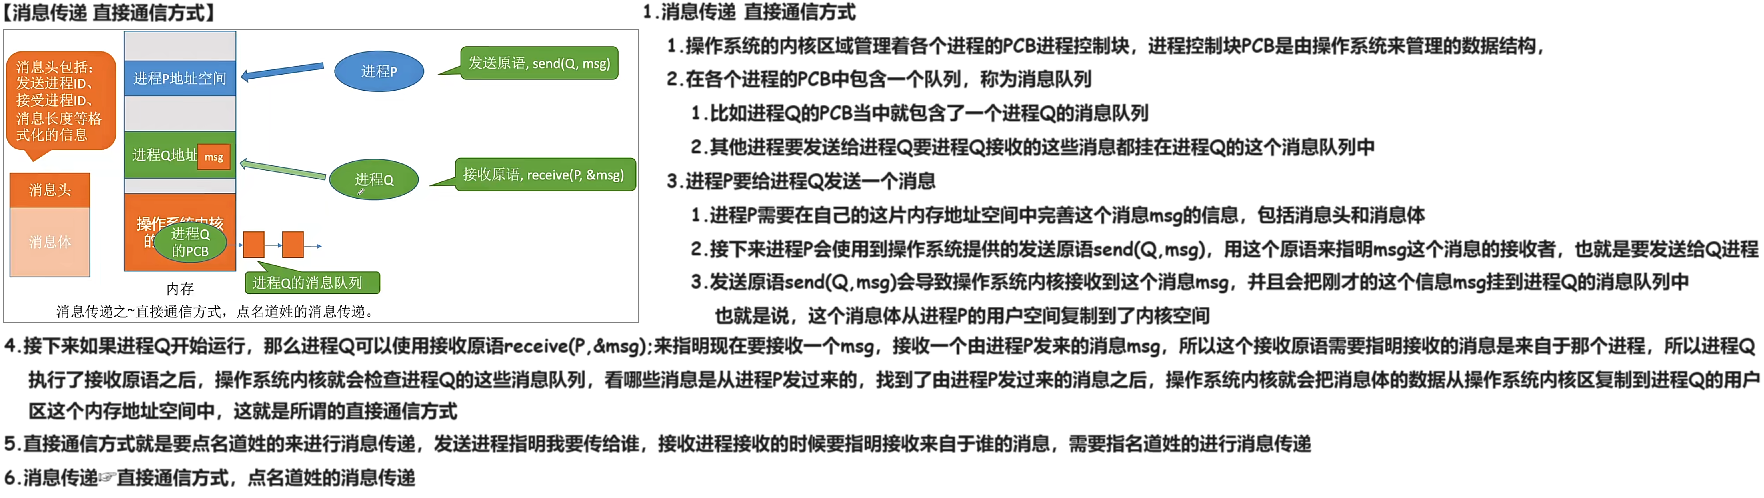 【消息传递 直接通信方式】
消息头包括：
发送进程ID、
接受进程ID、
消息长度等格
式化的信息
消息头
消息体
进程P地址空间
进程Q地址
msg
操作系统内核
的
进程Q
的PCB
内存
进程P
发送原语, send(Q, msg)
进程Q
接收原语, receive(P, &msg)
进程Q的消息队列
消息传递之~直接通信方式，点名道姓的消息传递。
1.消息传递 直接通信方式
1.操作系统的内核区域管理着各个进程的PCB进程控制块，进程控制块PCB是由操作系统来管理的数据结构，
2.在各个进程的PCB中包含一个队列，称为消息队列
1.比如进程Q的PCB当中就包含了一个进程Q的消息队列
2.其他进程要发送给进程Q要进程Q接收的这些消息都挂在进程Q的这个消息队列中
3.进程P要给进程Q发送一个消息
1.进程P需要在自己的这片内存地址空间中完善这个消息msg的信息，包括消息头和消息体
2.接下来进程P会使用到操作系统提供的发送原语send(Q,msg)，用这个原语来指明msg这个消息的接收者，也就是要发送给Q进程
3.发送原语send(Q,msg)会导致操作系统内核接收到这个消息msg，并且会把刚才的这个信息msg挂到进程Q的消息队列中
也就是说，这个消息体从进程P的用户空间复制到了内核空间
4.接下来如果进程Q开始运行，那么进程Q可以使用接收原语receive(P,&msg);来指明现在要接收一个msg，接收一个由进程P发来的消息msg，所以这个接收原语需要指明接收的消息是来自于那个进程，所以进程Q
执行了接收原语之后，操作系统内核就会检查进程Q的这些消息队列，看哪些消息是从进程P发过来的，找到了由进程P发过来的消息之后，操作系统内核就会把消息体的数据从操作系统内核区复制到进程Q的用户
区这个内存地址空间中，这就是所谓的直接通信方式
5.直接通信方式就是要点名道姓的来进行消息传递，发送进程指明我要传给谁，接收进程接收的时候要指明接收来自于谁的消息，需要指名道姓的进行消息传递
6.消息传递☞直接通信方式，点名道姓的消息传递